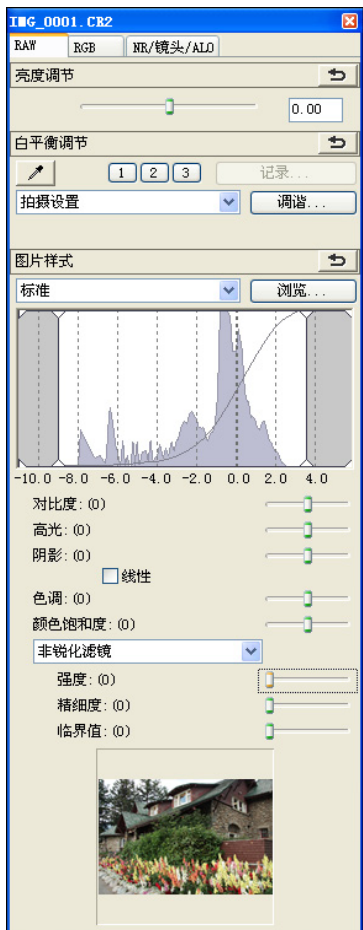 IMG_0001.CR2
RAW RGB NR/镜头/ALO
亮度调节
0.00
白平衡调节
1 2 3 记录...
拍摄设置 调谐...
图片样式
标准 浏览...
-10.0 -8.0 -6.0 -4.0 -2.0 0.0 2.0 4.0
对比度: (0)
高光: (0)
阴影: (0)
线性
色调: (0)
颜色饱和度: (0)
非锐化滤镜
强度: (0)
精细度: (0)
临界值: (0)